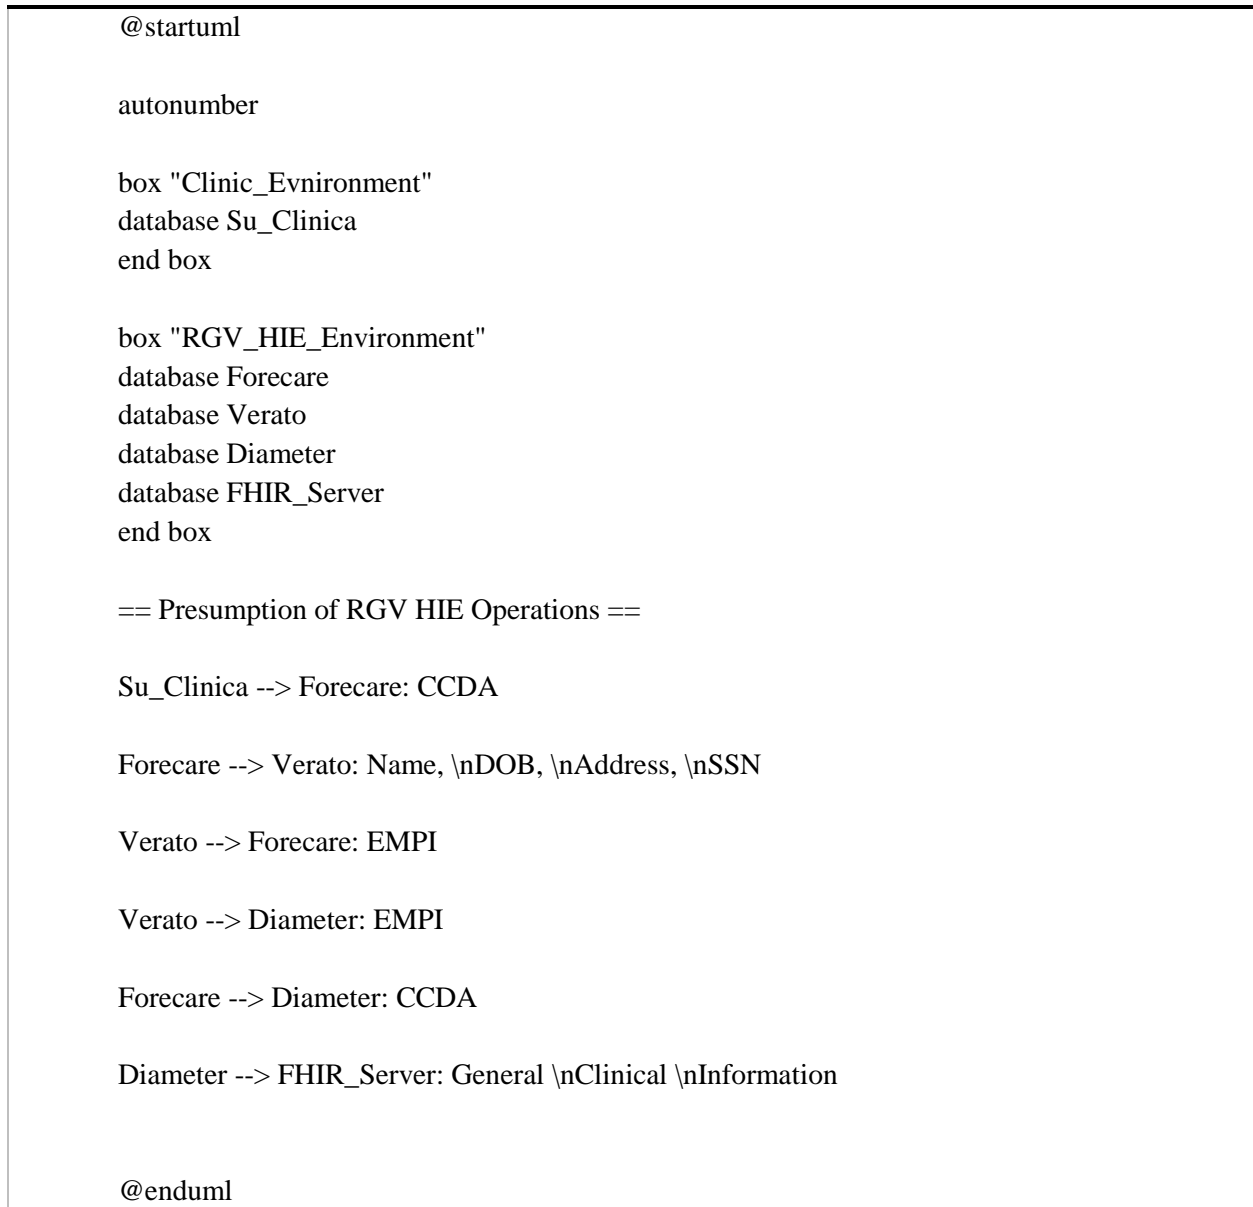 @startuml
autonumber
box "Clinic_Evnironment"
database Su_Clinica
end box
box "RGV_HIE_Environment"
database Forecare
database Verato
database Diameter
database FHIR_Server
end box
== Presumption of RGV HIE Operations ==
Su_Clinica --> Forecare: CCDA
Forecare --> Verato: Name, \nDOB, \nAddress, \nSSN
Verato --> Forecare: EMPI
Verato --> Diameter: EMPI
Forecare --> Diameter: CCDA
Diameter --> FHIR_Server: General \nClinical \nInformation
@enduml